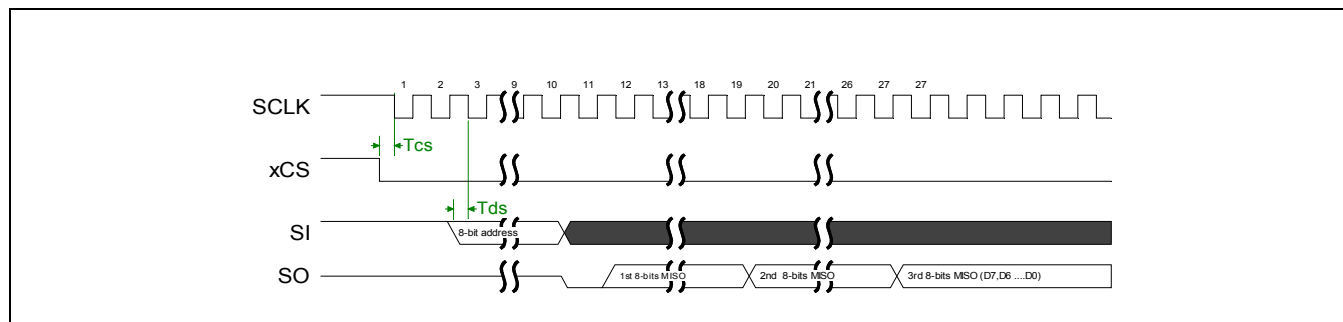 1 2 3 9 10 11 12 13 18 19 20 21 26 27 27
SCLK
Tcs
xCS
Tds
SI 8-bit address
SO 1st 8-bits MISO 2nd 8-bits MISO 3rd 8-bits MISO (D7,D6 ....D0)